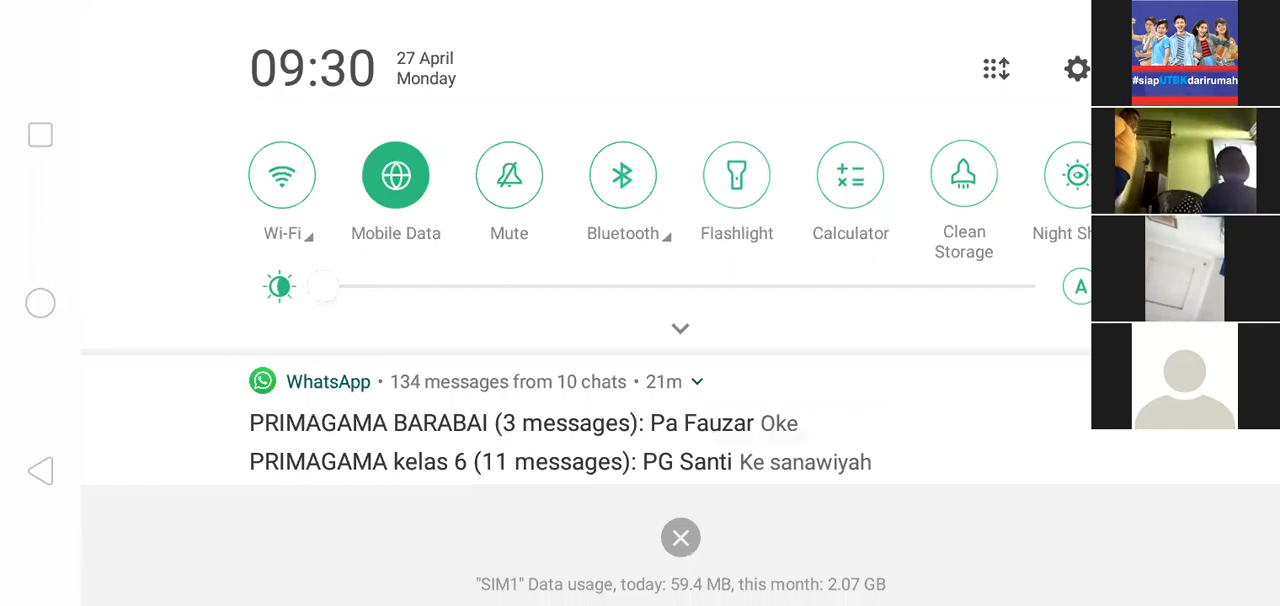 09:30
27 April
Monday
Wi-Fi
Mobile Data
Mute
Bluetooth
Flashlight
Calculator
Clean
Storage
Night Sh
A
WhatsApp • 134 messages from 10 chats • 21m
PRIMAGAMA BARABAI (3 messages): Pa Fauzar Oke
PRIMAGAMA kelas 6 (11 messages): PG Santi Ke sanawiyah
"SIM1" Data usage, today: 59.4 MB, this month: 2.07 GB
#siapUTBKdarirumah